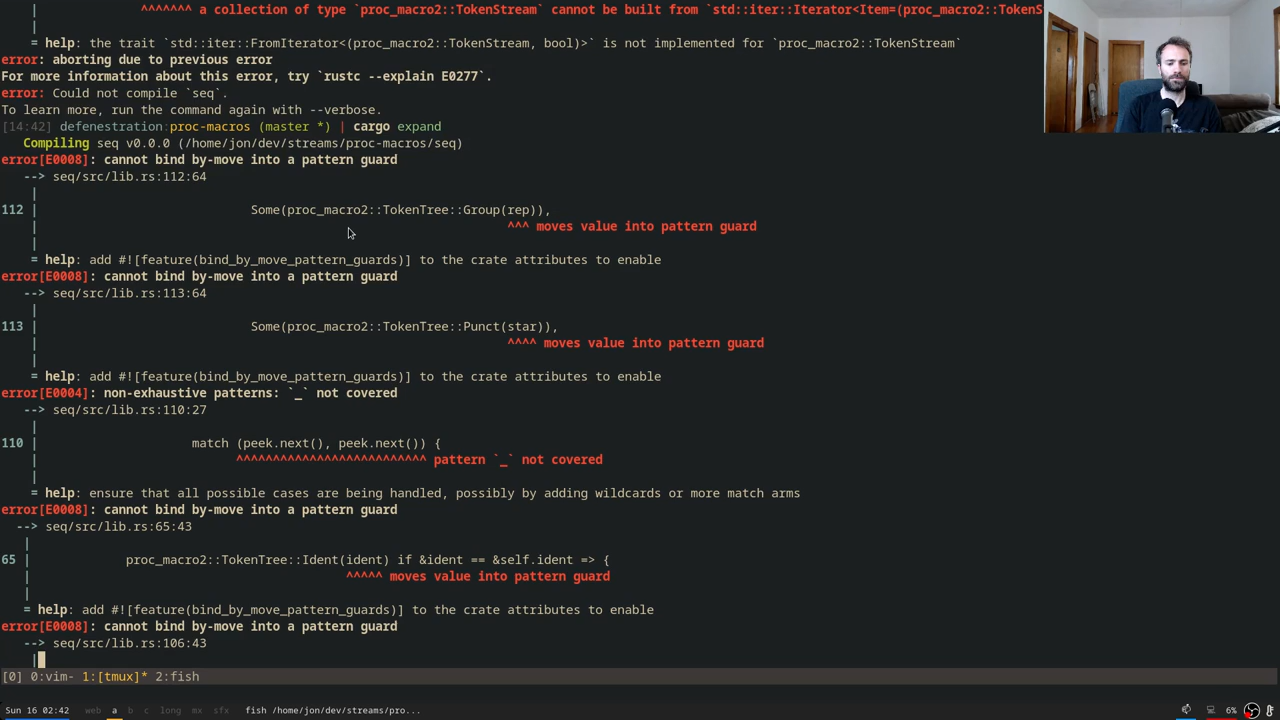 | ^^^^^^^ a collection of type `proc_macro2::TokenStream` cannot be built from `std::iter::Iterator<Item=(proc_macro2::TokenS
|
= help: the trait `std::iter::FromIterator<(proc_macro2::TokenStream, bool)>` is not implemented for `proc_macro2::TokenStream`
error: aborting due to previous error
For more information about this error, try `rustc --explain E0277`.
error: Could not compile `seq`.
To learn more, run the command again with --verbose.
[14:42] defenestration:proc-macros (master *) | cargo expand
Compiling seq v0.0.0 (/home/jon/dev/streams/proc-macros/seq)
error[E0008]: cannot bind by-move into a pattern guard
--> seq/src/lib.rs:112:64
|
112 | Some(proc_macro2::TokenTree::Group(rep)),
| ^^^ moves value into pattern guard
|
= help: add #![feature(bind_by_move_pattern_guards)] to the crate attributes to enable
error[E0008]: cannot bind by-move into a pattern guard
--> seq/src/lib.rs:113:64
|
113 | Some(proc_macro2::TokenTree::Punct(star)),
| ^^^^ moves value into pattern guard
|
= help: add #![feature(bind_by_move_pattern_guards)] to the crate attributes to enable
error[E0004]: non-exhaustive patterns: `_` not covered
--> seq/src/lib.rs:110:27
|
110 | match (peek.next(), peek.next()) {
| ^^^^^^^^^^^^^^^^^^^^^^^^^^ pattern `_` not covered
|
= help: ensure that all possible cases are being handled, possibly by adding wildcards or more match arms
error[E0008]: cannot bind by-move into a pattern guard
--> seq/src/lib.rs:65:43
|
65 | proc_macro2::TokenTree::Ident(ident) if &ident == &self.ident => {
| ^^^^^ moves value into pattern guard
|
= help: add #![feature(bind_by_move_pattern_guards)] to the crate attributes to enable
error[E0008]: cannot bind by-move into a pattern guard
--> seq/src/lib.rs:106:43
|
[0] 0:vim- 1:[tmux]* 2:fish
Sun 16 02:42 web a b c long mx sfx fish /home/jon/dev/streams/pro... 6%